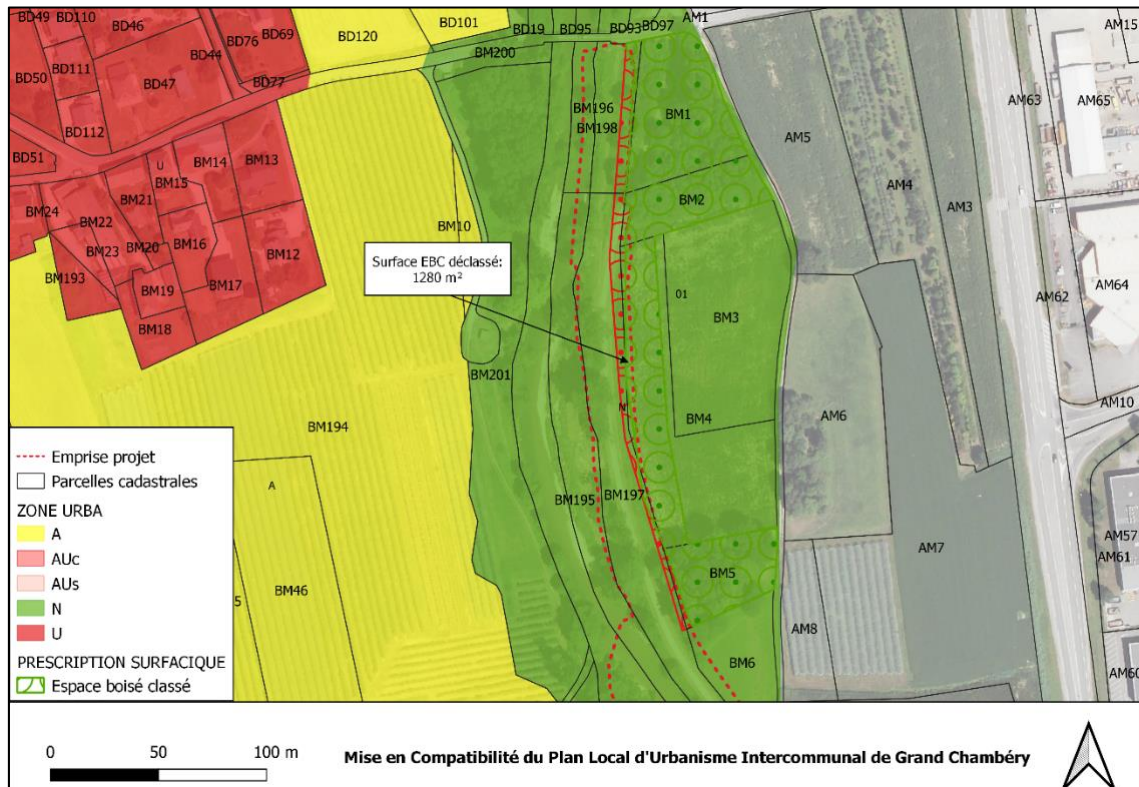 BD49
BD110
BD46
BD44
BD76
BD69
BD120
BD101
BD19
BD95
BD93
BD97
AM1
AM15
BD50
BD111
BD47
BD77
BM200
AM63
AM65
BD112
BM196
BM198
BM1
AM5
BD51
U
BM14
BM13
BM15
AM4
AM3
BM24
BM21
BM2
BM22
BM10
BM23
BM20
BM16
BM12
Surface EBC déclassé:
1280 m²
BM193
BM19
BM17
01
BM3
AM62
AM64
BM18
BM201
N
AM10
BM194
BM4
AM6
Emprise projet
Parcelles cadastrales
A
BM195
BM197
ZONE URBA
A
AUc
AUs
N
U
AM57
AM7
AM61
BM5
BM46
5
AM8
BM6
AM60
PRESCRIPTION SURFACIQUE
Espace boisé classé
0 50 100 m
Mise en Compatibilité du Plan Local d'Urbanisme Intercommunal de Grand Chambéry